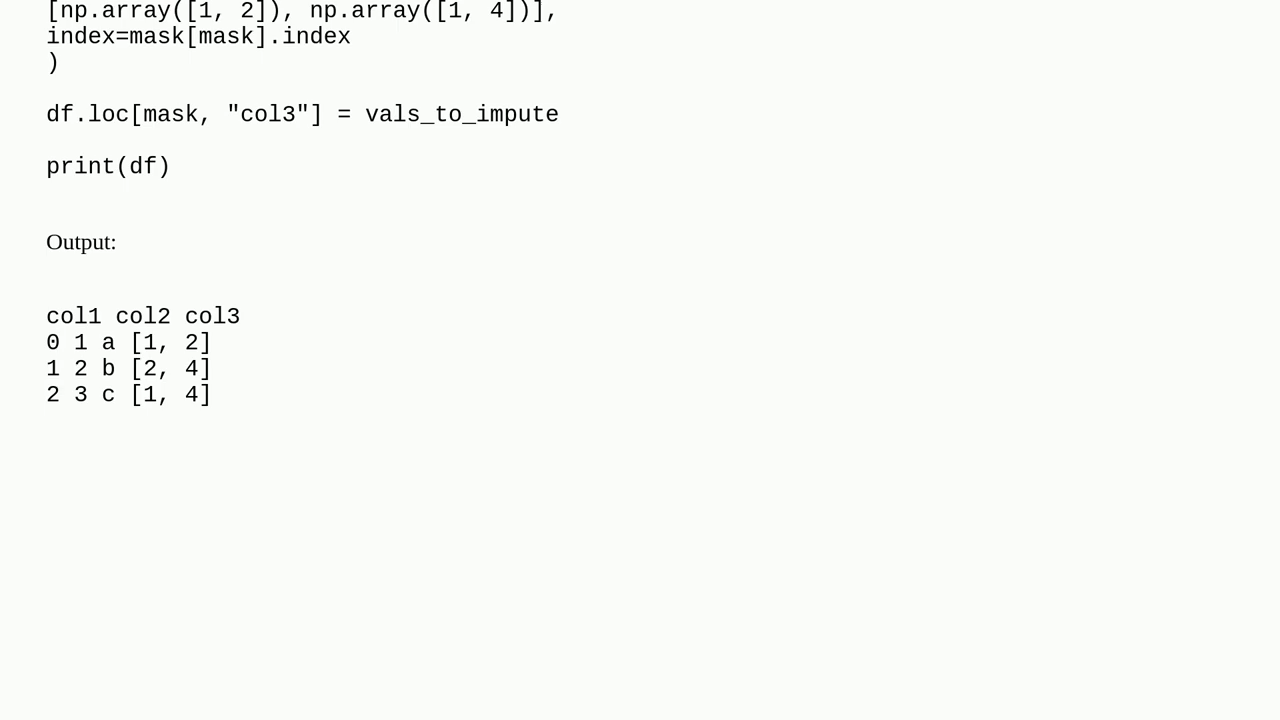 [np.array([1, 2]), np.array([1, 4])],
index=mask[mask].index
)
df.loc[mask, "col3"] = vals_to_impute
print(df)
Output:
col1 col2 col3
0 1 a [1, 2]
1 2 b [2, 4]
2 3 c [1, 4]